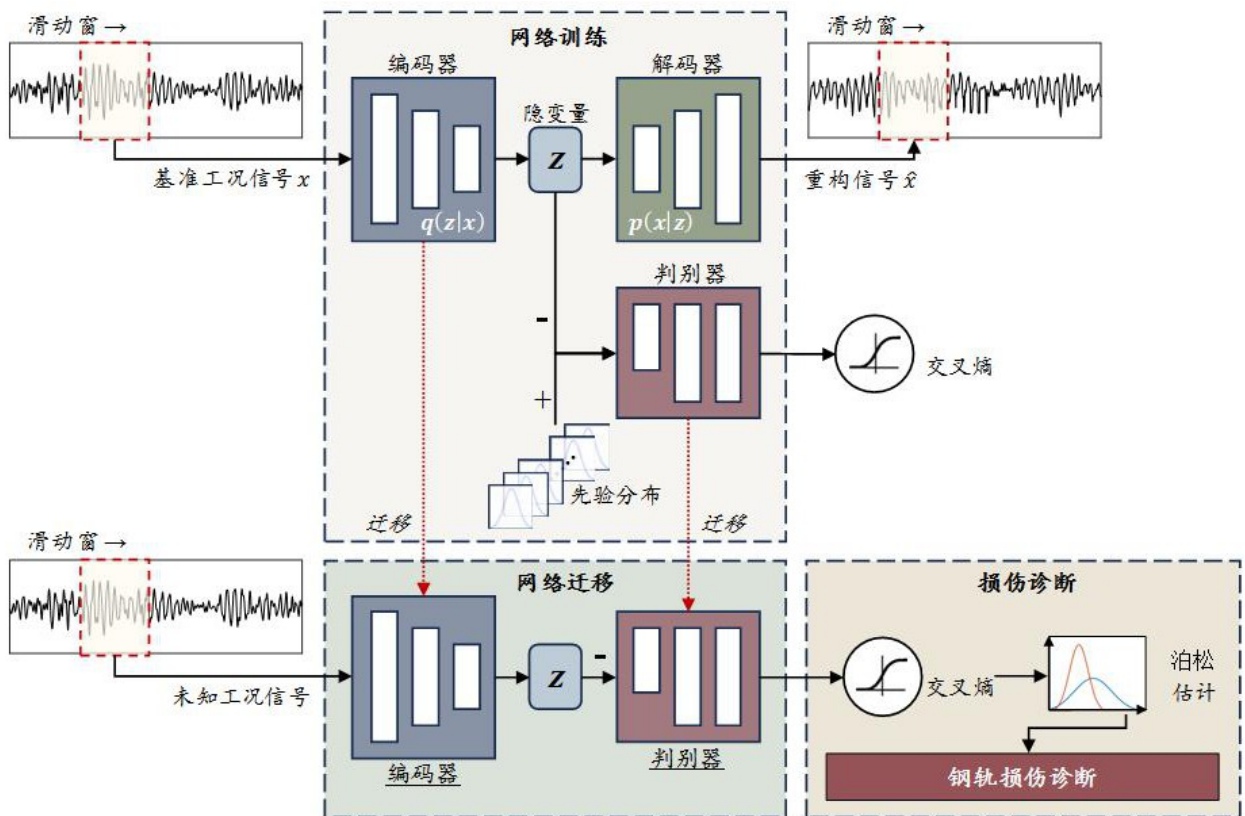 滑动窗→
网络训练
滑动窗→
编码器
解码器
隐变量
Z
基准工况信号 x
q(z|x)
p(x|z)
重构信号 x̂
判别器
-
交叉熵
+
先验分布
迁移
迁移
滑动窗→
网络迁移
损伤诊断
Z
-
泊松
估计
交叉熵
未知工况信号
编码器
判别器
钢轨损伤诊断